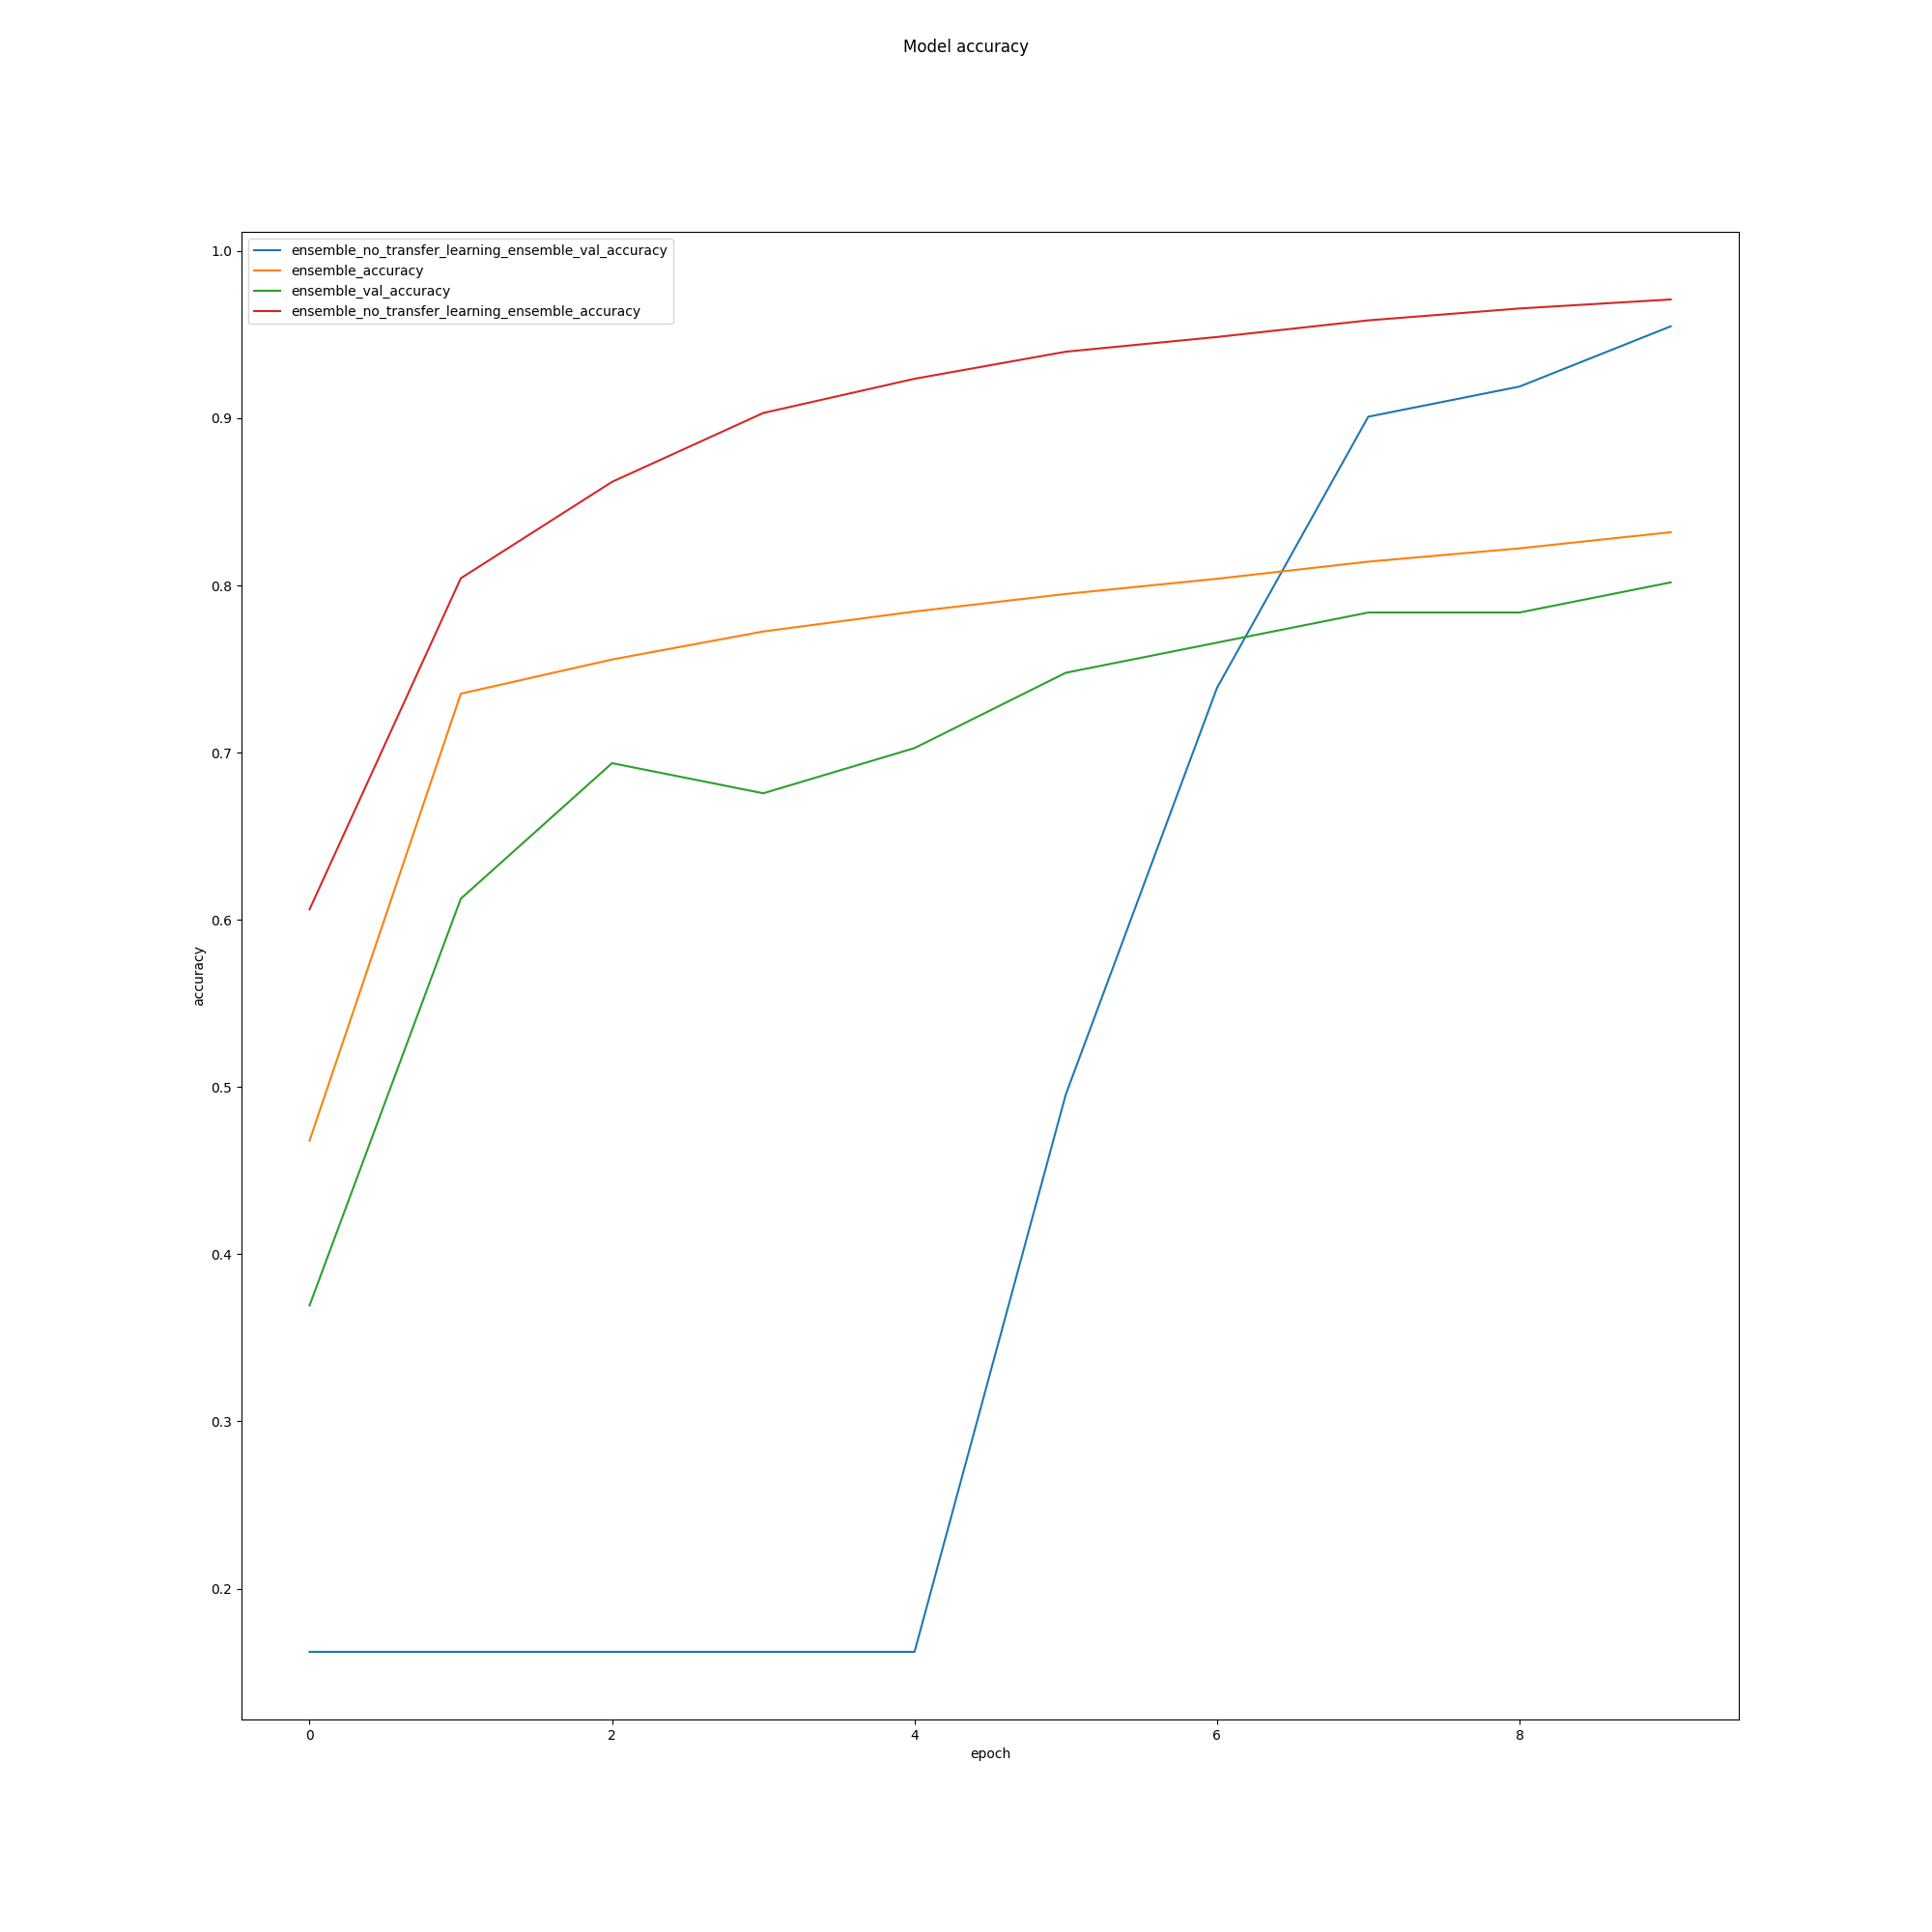 Model accuracy
ensemble_no_transfer_learning_ensemble_val_accuracy
ensemble_accuracy
ensemble_val_accuracy
ensemble_no_transfer_learning_ensemble_accuracy
1.0
0.9
0.8
0.7
0.6
0.5
0.4
0.3
0.2
accuracy
0 2 4 6 8
epoch